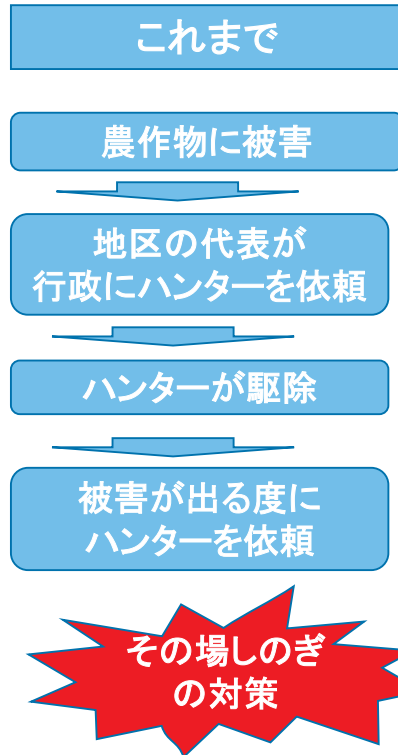 これまで
農作物に被害
地区の代表が
行政にハンターを依頼
ハンターが駆除
被害が出る度に
ハンターを依頼
その場しのぎ
の対策